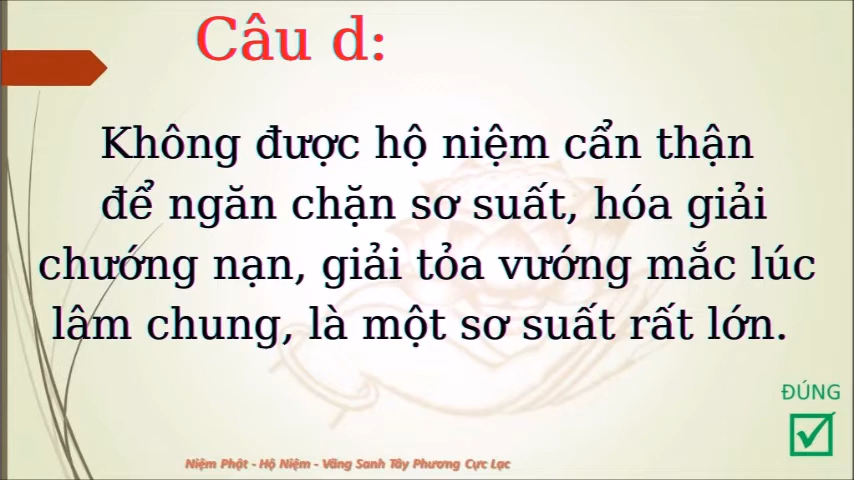 Câu d:
Không được hộ niệm cẩn thận
để ngăn chặn sơ suất, hóa giải
chướng nạn, giải tỏa vướng mắc lúc
lâm chung, là một sơ suất rất lớn.
ĐÚNG
Niệm Phật - Hộ Niệm - Vãng Sanh Tây Phương Cực Lạc